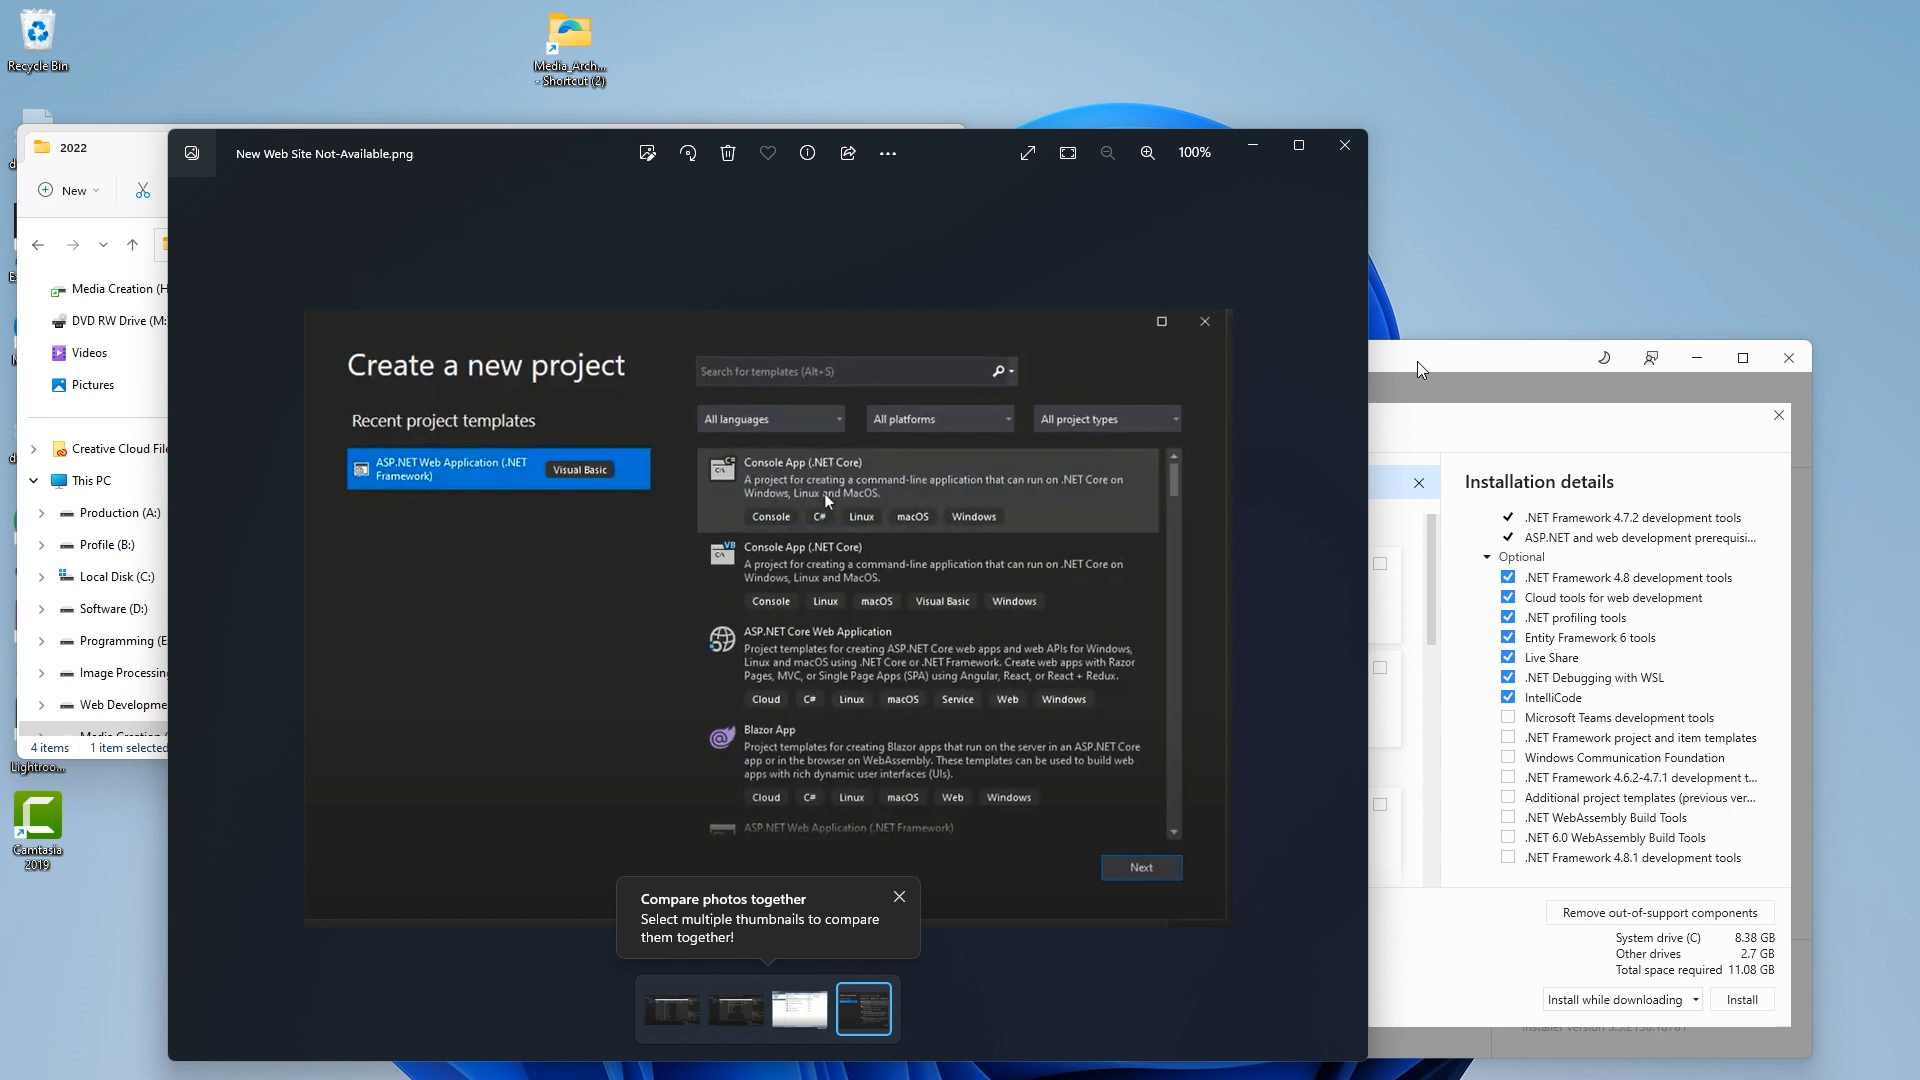 Recycle Bin
Media_Arch...
- Shortcut (2)
2022
New
Media Creation (H
DVD RW Drive (M:
Videos
Pictures
Creative Cloud File
This PC
Production (A:)
Profile (B:)
Local Disk (C:)
Software (D:)
Programming (E
Image Processing
Web Developme
4 items
1 item selected
Lightroo...
Camtasia
2019
New Web Site Not-Available.png
100%
Create a new project
Search for templates (Alt+S)
Recent project templates
All languages
All platforms
All project types
ASP.NET Web Application (.NET
Framework)
Visual Basic
Console App (.NET Core)
A project for creating a command-line application that can run on .NET Core on
Windows, Linux and MacOS.
Console
C#
Linux
macOS
Windows
Console App (.NET Core)
A project for creating a command-line application that can run on .NET Core on
Windows, Linux and MacOS.
Console
Linux
macOS
Visual Basic
Windows
ASP.NET Core Web Application
Project templates for creating ASP.NET Core web apps and web APIs for Windows,
Linux and macOS using .NET Core or .NET Framework. Create web apps with Razor
Pages, MVC, or Single Page Apps (SPA) using Angular, React, or React + Redux.
Cloud
C#
Linux
macOS
Service
Web
Windows
Blazor App
Project templates for creating Blazor apps that run on the server in an ASP.NET Core
app or in the browser on WebAssembly. These templates can be used to build web
apps with rich dynamic user interfaces (UIs).
Cloud
C#
Linux
macOS
Web
Windows
ASP.NET Web Application (.NET Framework)
Next
Compare photos together
Select multiple thumbnails to compare
them together!
Installation details
.NET Framework 4.7.2 development tools
ASP.NET and web development prerequisi...
Optional
.NET Framework 4.8 development tools
Cloud tools for web development
.NET profiling tools
Entity Framework 6 tools
Live Share
.NET Debugging with WSL
IntelliCode
Microsoft Teams development tools
.NET Framework project and item templates
Windows Communication Foundation
.NET Framework 4.6.2-4.7.1 development t...
Additional project templates (previous ver...
.NET WebAssembly Build Tools
.NET 6.0 WebAssembly Build Tools
.NET Framework 4.8.1 development tools
Remove out-of-support components
System drive (C) 8.38 GB
Other drives 2.7 GB
Total space required 11.08 GB
Install while downloading
Install